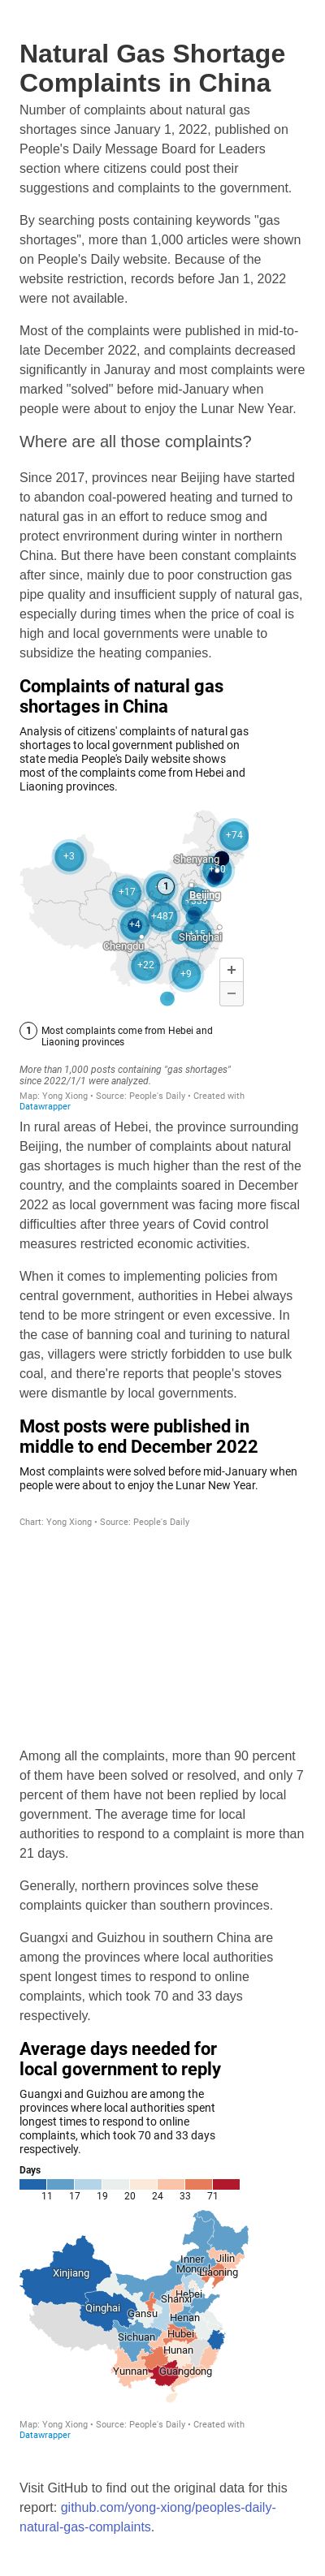 Natural Gas Shortage
Complaints in China
Number of complaints about natural gas
shortages since January 1, 2022, published on
People's Daily Message Board for Leaders
section where citizens could post their
suggestions and complaints to the government.
By searching posts containing keywords "gas
shortages", more than 1,000 articles were shown
on People's Daily website. Because of the
website restriction, records before Jan 1, 2022
were not available.
Most of the complaints were published in mid-to-
late December 2022, and complaints decreased
significantly in Januray and most complaints were
marked "solved" before mid-January when
people were about to enjoy the Lunar New Year.
Where are all those complaints?
Since 2017, provinces near Beijing have started
to abandon coal-powered heating and turned to
natural gas in an effort to reduce smog and
protect envrironment during winter in northern
China. But there have been constant complaints
after since, mainly due to poor construction gas
pipe quality and insufficient supply of natural gas,
especially during times when the price of coal is
high and local governments were unable to
subsidize the heating companies.
Complaints of natural gas
shortages in China
Analysis of citizens' complaints of natural gas
shortages to local government published on
state media People's Daily website shows
most of the complaints come from Hebei and
Liaoning provinces.
+74
+3
Shenyang
+17
1
Beijing
+487
+4
Shanghai
Chengdu
+22
+9
+
−
1 Most complaints come from Hebei and
Liaoning provinces
More than 1,000 posts containing "gas shortages"
since 2022/1/1 were analyzed.
Map: Yong Xiong • Source: People's Daily • Created with
Datawrapper
In rural areas of Hebei, the province surrounding
Beijing, the number of complaints about natural
gas shortages is much higher than the rest of the
country, and the complaints soared in December
2022 as local government was facing more fiscal
difficulties after three years of Covid control
measures restricted economic activities.
When it comes to implementing policies from
central government, authorities in Hebei always
tend to be more stringent or even excessive. In
the case of banning coal and turining to natural
gas, villagers were strictly forbidden to use bulk
coal, and there're reports that people's stoves
were dismantle by local governments.
Most posts were published in
middle to end December 2022
Most complaints were solved before mid-January when
people were about to enjoy the Lunar New Year.
Chart: Yong Xiong • Source: People's Daily
Among all the complaints, more than 90 percent
of them have been solved or resolved, and only 7
percent of them have not been replied by local
government. The average time for local
authorities to respond to a complaint is more than
21 days.
Generally, northern provinces solve these
complaints quicker than southern provinces.
Guangxi and Guizhou in southern China are
among the provinces where local authorities
spent longest times to respond to online
complaints, which took 70 and 33 days
respectively.
Average days needed for
local government to reply
Guangxi and Guizhou are among the
provinces where local authorities spent
longest times to respond to online
complaints, which took 70 and 33 days
respectively.
Days
11 17 19 20 24 33 71
Inner Jilin
Mongol Liaoning
Xinjiang
Hebei
Shanxi
Qinghai
Gansu
Henan
Sichuan Hubei
Hunan
Yunnan Guangdong
Map: Yong Xiong • Source: People's Daily • Created with
Datawrapper
Visit GitHub to find out the original data for this
report: github.com/yong-xiong/peoples-daily-
natural-gas-complaints.